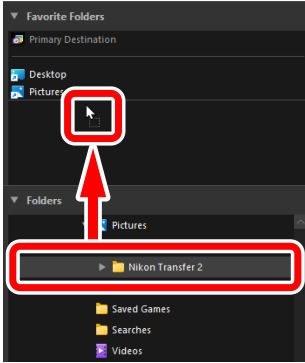 Favorite Folders
Primary Destination
Desktop
Pictures
Folders
Pictures
Nikon Transfer 2
Saved Games
Searches
Videos